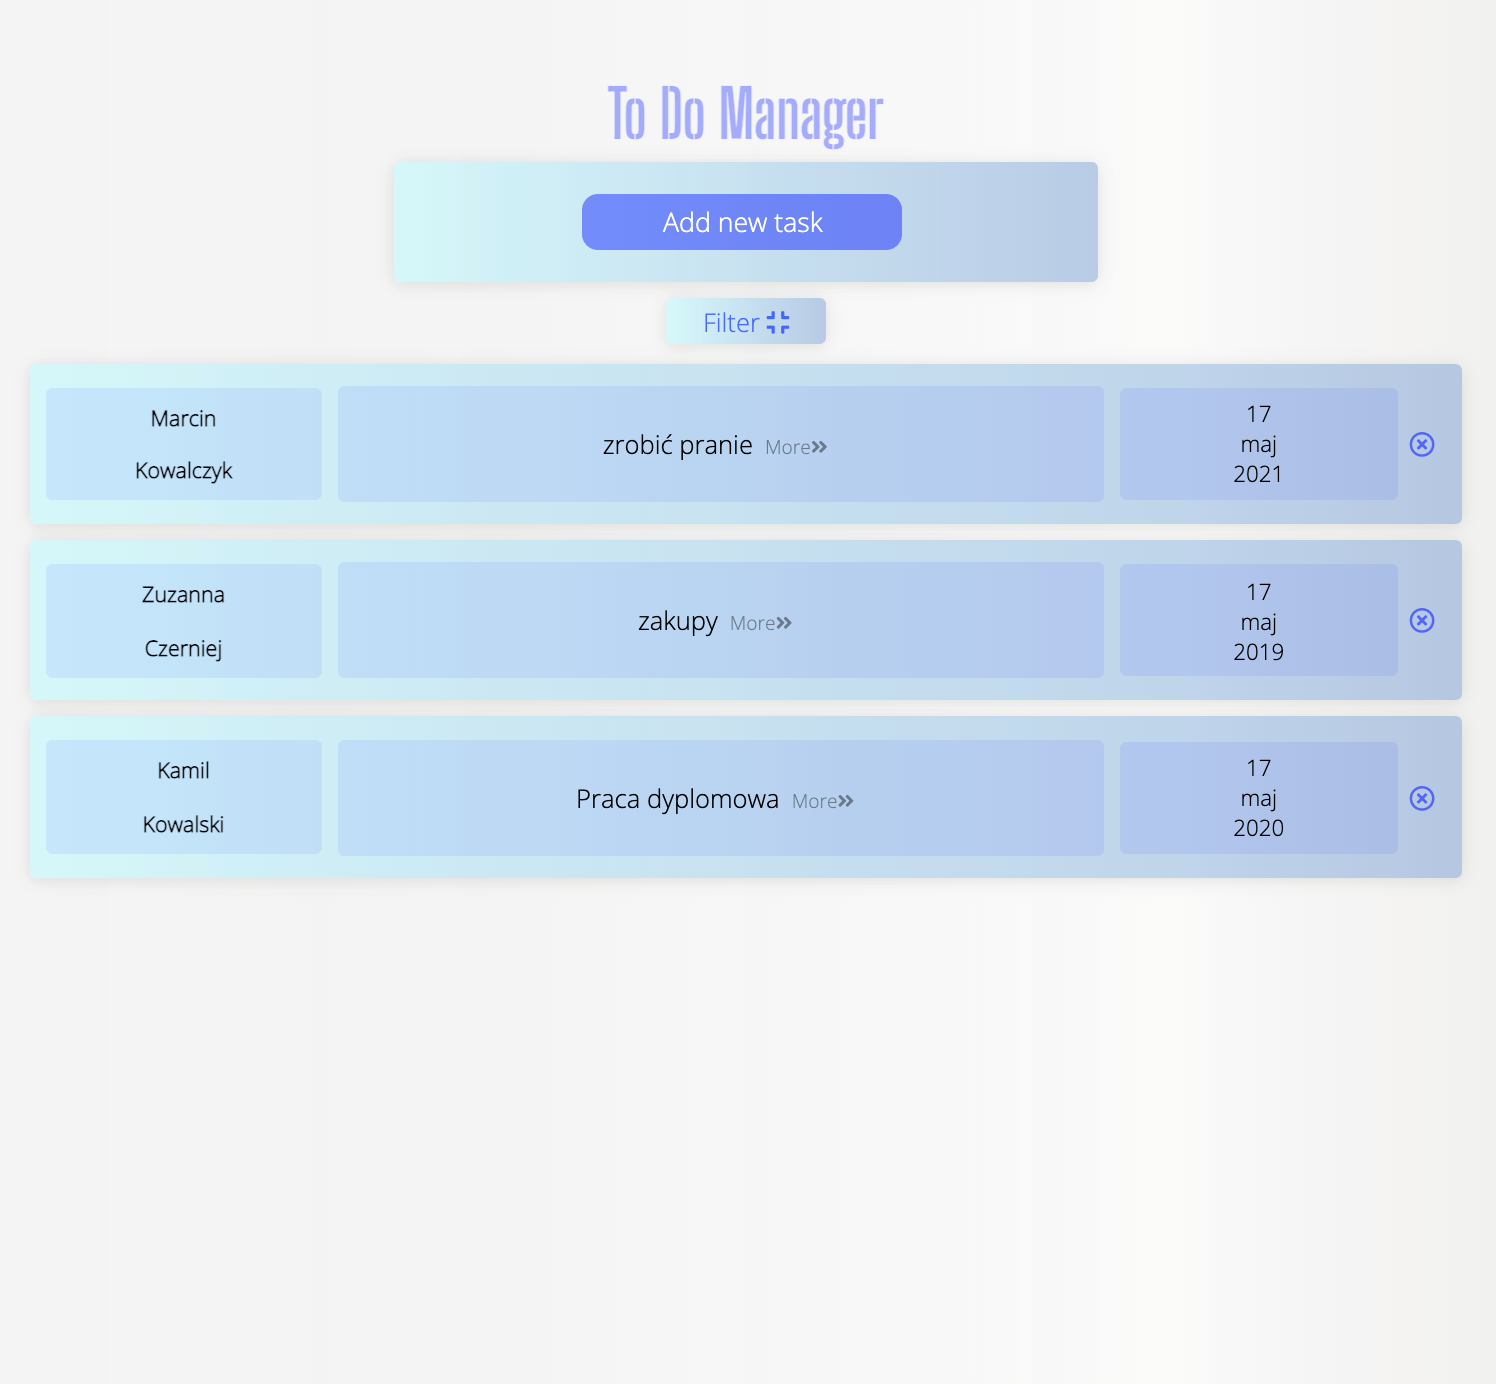 To Do Manager
Add new task
Filter
Marcin
Kowalczyk
zrobić pranie More
17
maj
2021
Zuzanna
Czerniej
zakupy More
17
maj
2019
Kamil
Kowalski
Praca dyplomowa More
17
maj
2020